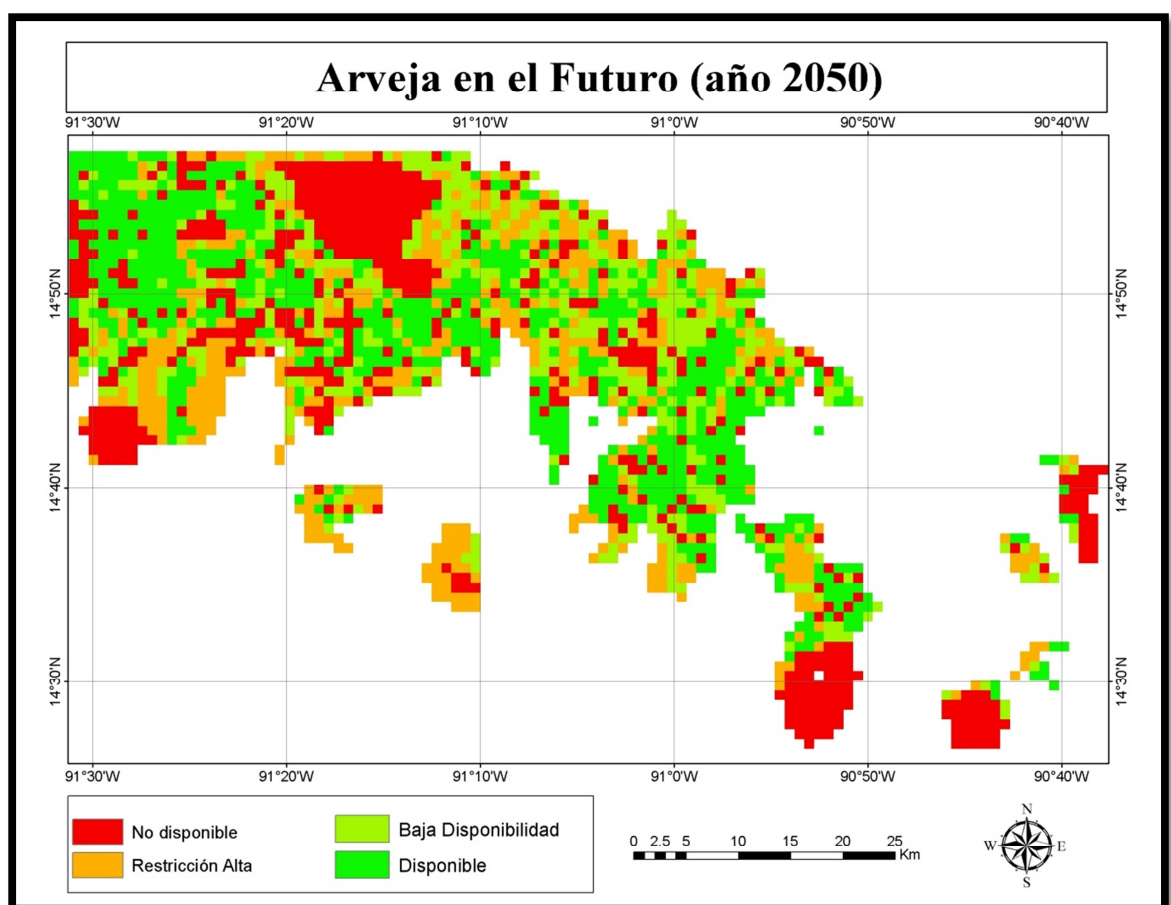 Arveja en el Futuro (año 2050)
91°30'W 91°20'W 91°10'W 91°0'W 90°50'W 90°40'W
14°50'N 14°50'N
14°40'N 14°40'N
14°30'N 14°30'N
91°30'W 91°20'W 91°10'W 91°0'W 90°50'W 90°40'W
No disponible
Restricción Alta
Baja Disponibilidad
Disponible
0 2.5 5 10 15 20 25
Km
N
W E
S